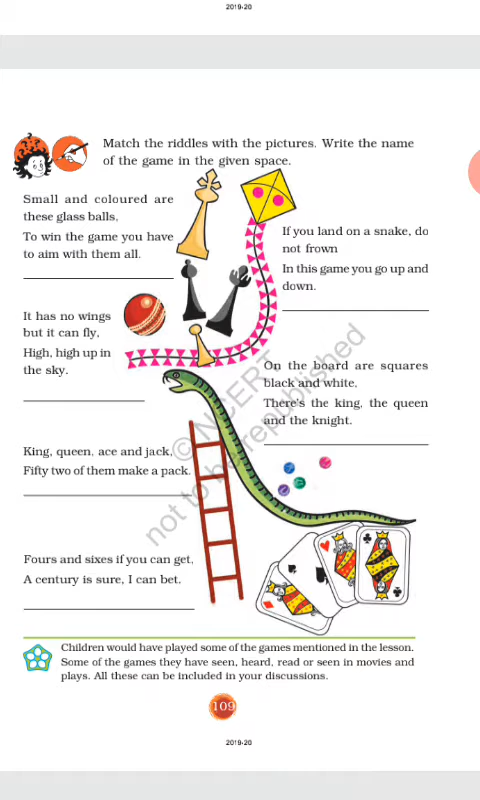 2019-20
Match the riddles with the pictures. Write the name
of the game in the given space.
Small and coloured are
these glass balls,
To win the game you have
to aim with them all.
If you land on a snake, do
not frown
In this game you go up and
down.
It has no wings
but it can fly,
High, high up in
the sky.
On the board are squares
black and white.
There's the king, the queen
and the knight.
King, queen, ace and jack,
Fifty two of them make a pack.
Fours and sixes if you can get,
A century is sure, I can bet.
© NCERT
not to be republished
Children would have played some of the games mentioned in the lesson.
Some of the games they have seen, heard, read or seen in movies and
plays. All these can be included in your discussions.
109
2019-20